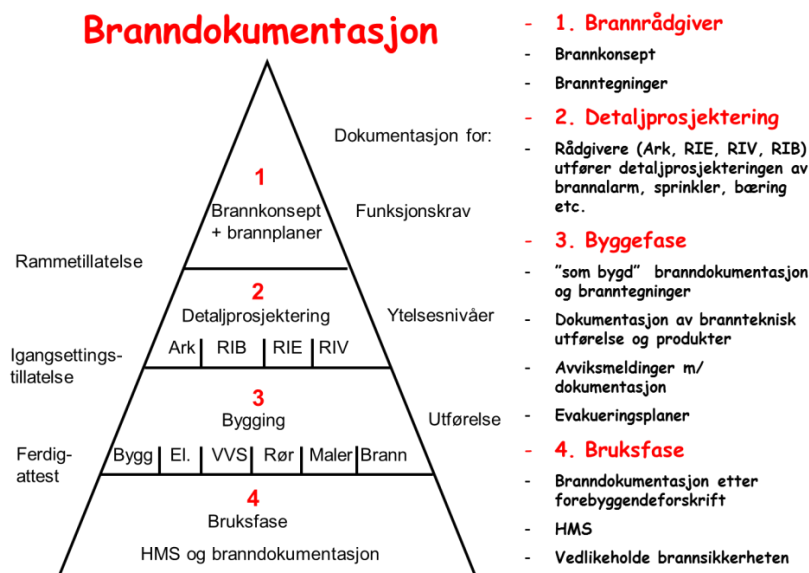 Branndokumentasjon
Dokumentasjon for:
1
Brannkonsept
+ brannplaner
Funksjonskrav
Rammetillatelse
2
Detaljprosjektering
Ytelsesnivåer
Ark RIB RIE RIV
Igangsettings-
tillatelse
3
Bygging
Utførelse
Ferdig-
attest
Bygg El. VVS Rør Maler Brann
4
Bruksfase
HMS og branndokumentasjon
- 1. Brannrådgiver
- Brannkonsept
- Branntegninger
- 2. Detaljprosjektering
- Rådgivere (Ark, RIE, RIV, RIB)
utfører detaljprosjekteringen av
brannalarm, sprinkler, bæring
etc.
- 3. Byggefase
- ”som bygd” branndokumentasjon
og branntegninger
- Dokumentasjon av brannteknisk
utførelse og produkter
- Avviksmeldinger m/
dokumentasjon
- Evakueringsplaner
- 4. Bruksfase
- Branndokumentasjon etter
forebyggendeforskrift
- HMS
- Vedlikeholde brannsikkerheten